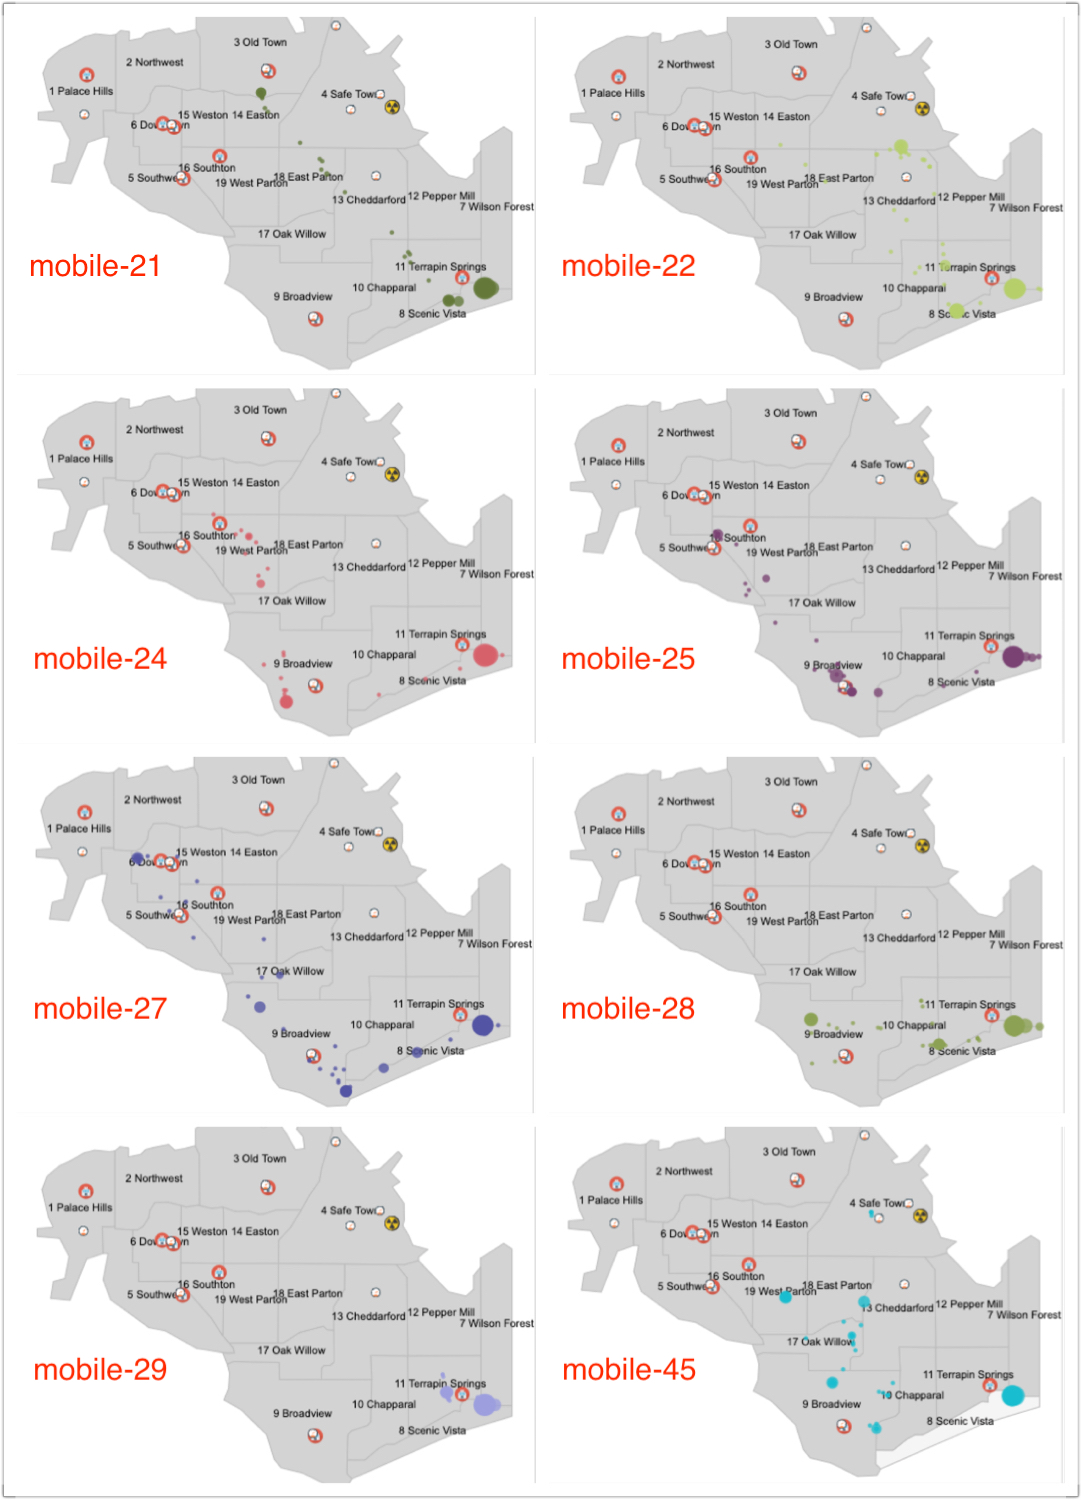 3 Old Town
2 Northwest
1 Palace Hills
4 Safe Town
15 Weston 14 Easton
6
16 Southton
5 Southwe
19 West Parton
18 East Parton
13 Cheddarford
12 Pepper Mill
7 Wilson Forest
17 Oak Willow
mobile-21
11 Terrapin Springs
10 Chapparal
9 Broadview
8 Scenic Vista
3 Old Town
2 Northwest
1 Palace Hills
4 Safe Town
15 Weston 14 Easton
6
16 Southton
5 Southwe
19 West Parton
18 East Parton
13 Cheddarford
12 Pepper Mill
7 Wilson Forest
17 Oak Willow
mobile-22
11 Terrapin Springs
10 Chapparal
9 Broadview
8 Scenic Vista
3 Old Town
2 Northwest
1 Palace Hills
4 Safe Town
15 Weston 14 Easton
6
16 Southton
5 Southwe
19 West Parton
18 East Parton
13 Cheddarford
12 Pepper Mill
7 Wilson Forest
17 Oak Willow
mobile-24
11 Terrapin Springs
10 Chapparal
9 Broadview
8 Scenic Vista
3 Old Town
2 Northwest
1 Palace Hills
4 Safe Town
15 Weston 14 Easton
6
16 Southton
5 Southwe
19 West Parton
18 East Parton
13 Cheddarford
12 Pepper Mill
7 Wilson Forest
17 Oak Willow
mobile-25
11 Terrapin Springs
10 Chapparal
9 Broadview
8 Scenic Vista
3 Old Town
2 Northwest
1 Palace Hills
4 Safe Town
15 Weston 14 Easton
6
16 Southton
5 Southwe
19 West Parton
18 East Parton
13 Cheddarford
12 Pepper Mill
7 Wilson Forest
17 Oak Willow
mobile-27
11 Terrapin Springs
10 Chapparal
9 Broadview
8 Scenic Vista
3 Old Town
2 Northwest
1 Palace Hills
4 Safe Town
15 Weston 14 Easton
6
16 Southton
5 Southwe
19 West Parton
18 East Parton
13 Cheddarford
12 Pepper Mill
7 Wilson Forest
17 Oak Willow
mobile-28
11 Terrapin Springs
10 Chapparal
9 Broadview
8 Scenic Vista
3 Old Town
2 Northwest
1 Palace Hills
4 Safe Town
15 Weston 14 Easton
6
16 Southton
5 Southwe
19 West Parton
18 East Parton
13 Cheddarford
12 Pepper Mill
7 Wilson Forest
17 Oak Willow
mobile-29
11 Terrapin Springs
10 Chapparal
9 Broadview
8 Scenic Vista
3 Old Town
2 Northwest
1 Palace Hills
4 Safe Town
15 Weston 14 Easton
6
16 Southton
5 Southwe
19 West Parton
18 East Parton
13 Cheddarford
12 Pepper Mill
7 Wilson Forest
17 Oak Willow
mobile-45
11 Terrapin Springs
10 Chapparal
9 Broadview
8 Scenic Vista